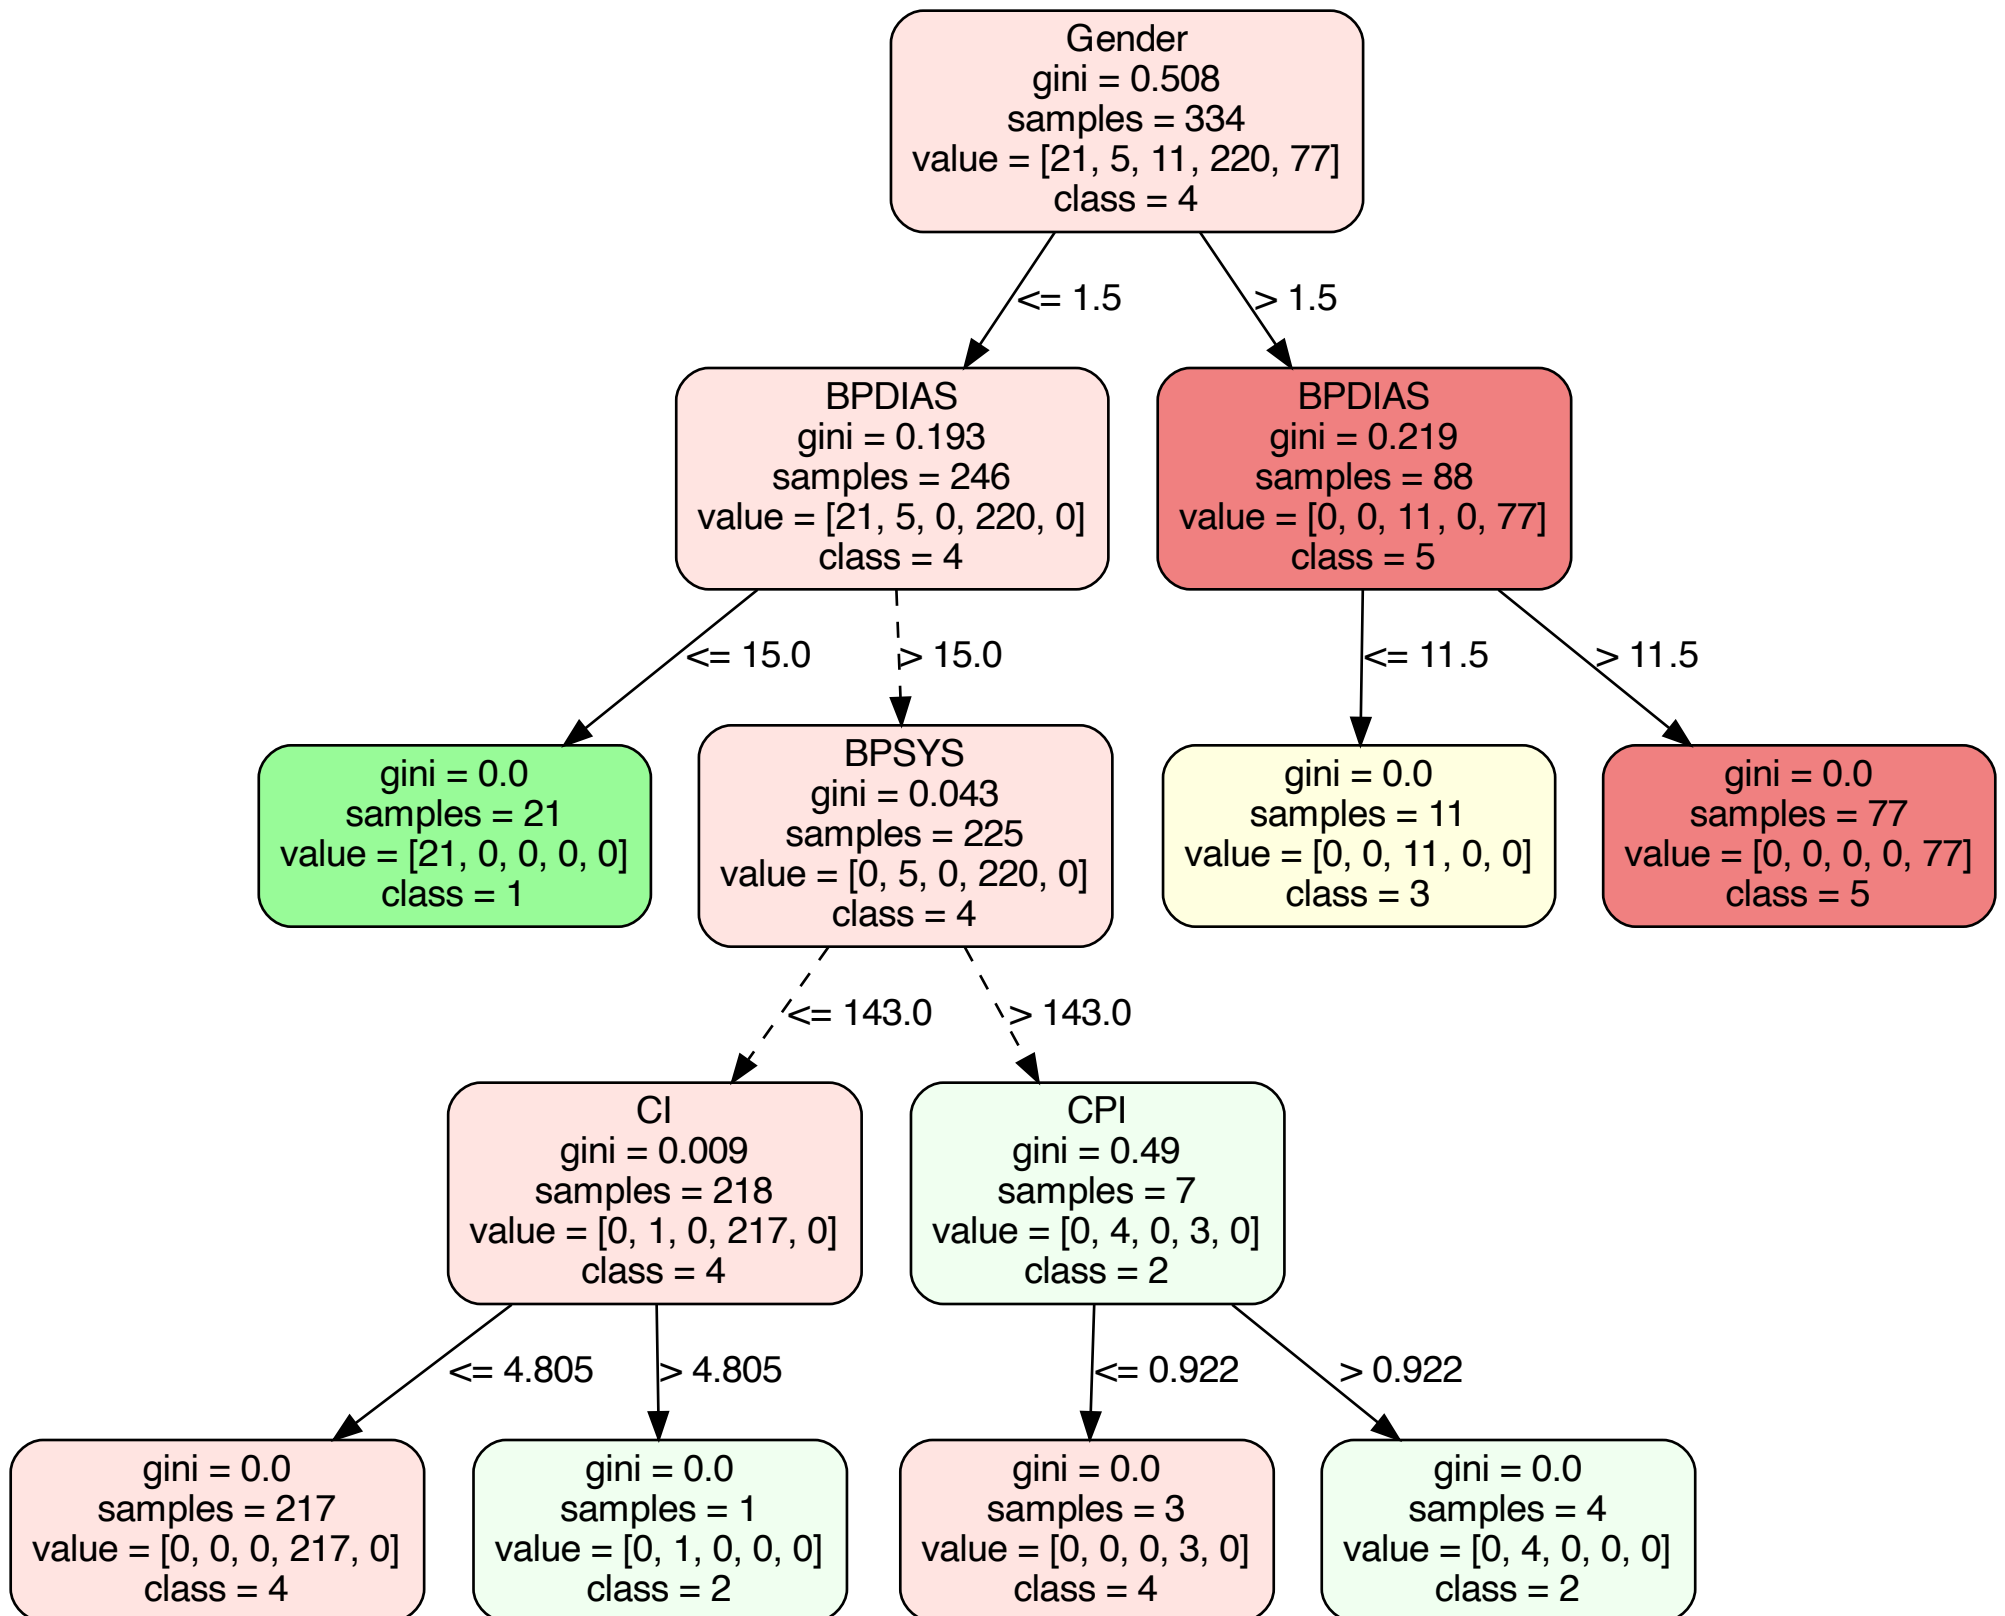 Gender
gini = 0.508
samples = 334
value = [21, 5, 11, 220, 77]
class = 4
<= 1.5
> 1.5
BPDIAS
gini = 0.193
samples = 246
value = [21, 5, 0, 220, 0]
class = 4
BPDIAS
gini = 0.219
samples = 88
value = [0, 0, 11, 0, 77]
class = 5
<= 15.0
> 15.0
<= 11.5
> 11.5
gini = 0.0
samples = 21
value = [21, 0, 0, 0, 0]
class = 1
BPSYS
gini = 0.043
samples = 225
value = [0, 5, 0, 220, 0]
class = 4
gini = 0.0
samples = 11
value = [0, 0, 11, 0, 0]
class = 3
gini = 0.0
samples = 77
value = [0, 0, 0, 0, 77]
class = 5
<= 143.0
> 143.0
CI
gini = 0.009
samples = 218
value = [0, 1, 0, 217, 0]
class = 4
CPI
gini = 0.49
samples = 7
value = [0, 4, 0, 3, 0]
class = 2
<= 4.805
> 4.805
<= 0.922
> 0.922
gini = 0.0
samples = 217
value = [0, 0, 0, 217, 0]
class = 4
gini = 0.0
samples = 1
value = [0, 1, 0, 0, 0]
class = 2
gini = 0.0
samples = 3
value = [0, 0, 0, 3, 0]
class = 4
gini = 0.0
samples = 4
value = [0, 4, 0, 0, 0]
class = 2